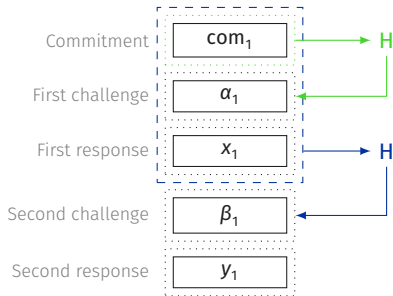 Commitment com₁ H
First challenge α₁
First response x₁ H
Second challenge β₁
Second response y₁